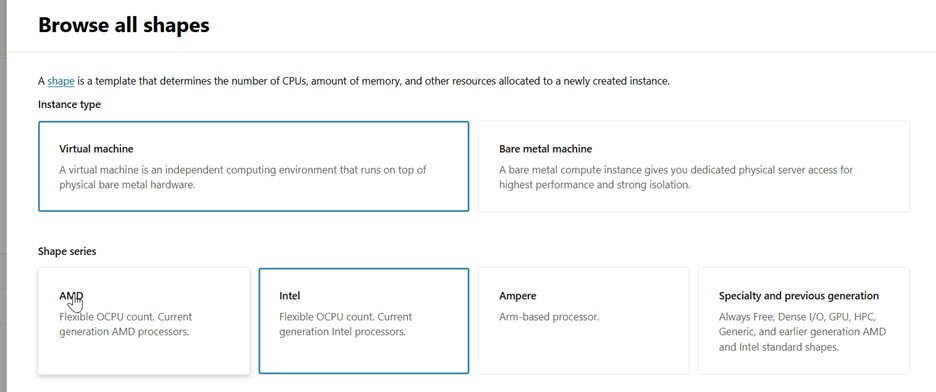 Browse all shapes
A shape is a template that determines the number of CPUs, amount of memory, and other resources allocated to a newly created instance.
Instance type
Virtual machine
A virtual machine is an independent computing environment that runs on top of
physical bare metal hardware.
Bare metal machine
A bare metal compute instance gives you dedicated physical server access for
highest performance and strong isolation.
Shape series
AMD
Flexible OCPU count. Current
generation AMD processors.
Intel
Flexible OCPU count. Current
generation Intel processors.
Ampere
Arm-based processor.
Specialty and previous generation
Always Free, Dense I/O, GPU, HPC,
Generic, and earlier generation AMD
and Intel standard shapes.